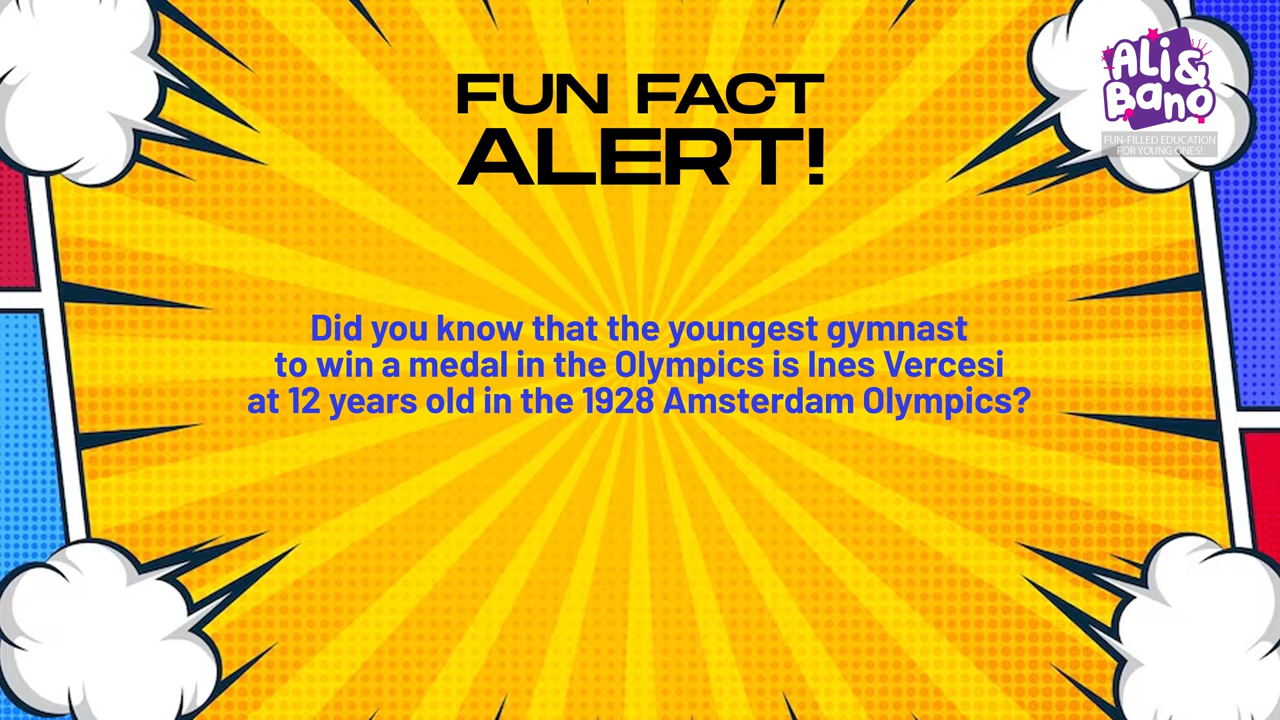 ALi &
Bano
FUN-FILLED EDUCATION
FOR YOUNG ONES!
FUN FACT
ALERT!
Did you know that the youngest gymnast
to win a medal in the Olympics is Ines Vercesi
at 12 years old in the 1928 Amsterdam Olympics?